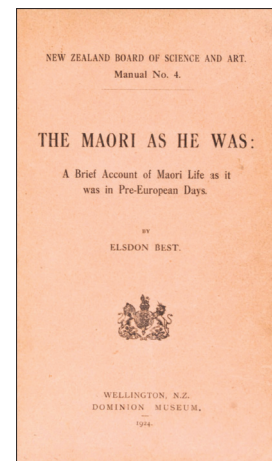 NEW ZEALAND BOARD OF SCIENCE AND ART.
Manual No. 4.
THE MAORI AS HE WAS:
A Brief Account of Maori Life as it
was in Pre-European Days.
BY
ELSDON BEST.
WELLINGTON, N.Z.
DOMINION MUSEUM.
1924.